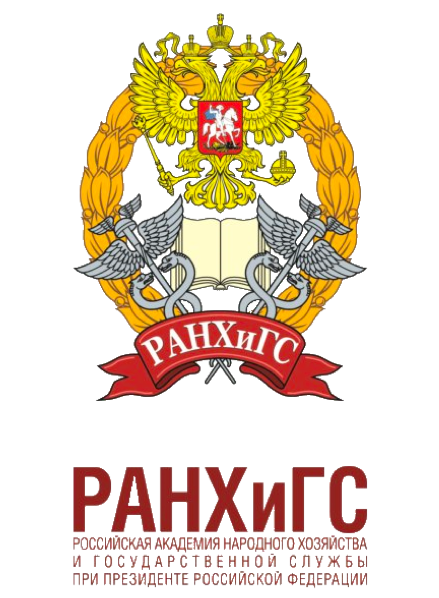 РАНХиГС
РАНХиГС
РОССИЙСКАЯ АКАДЕМИЯ НАРОДНОГО ХОЗЯЙСТВА
И ГОСУДАРСТВЕННОЙ СЛУЖБЫ
ПРИ ПРЕЗИДЕНТЕ РОССИЙСКОЙ ФЕДЕРАЦИИ